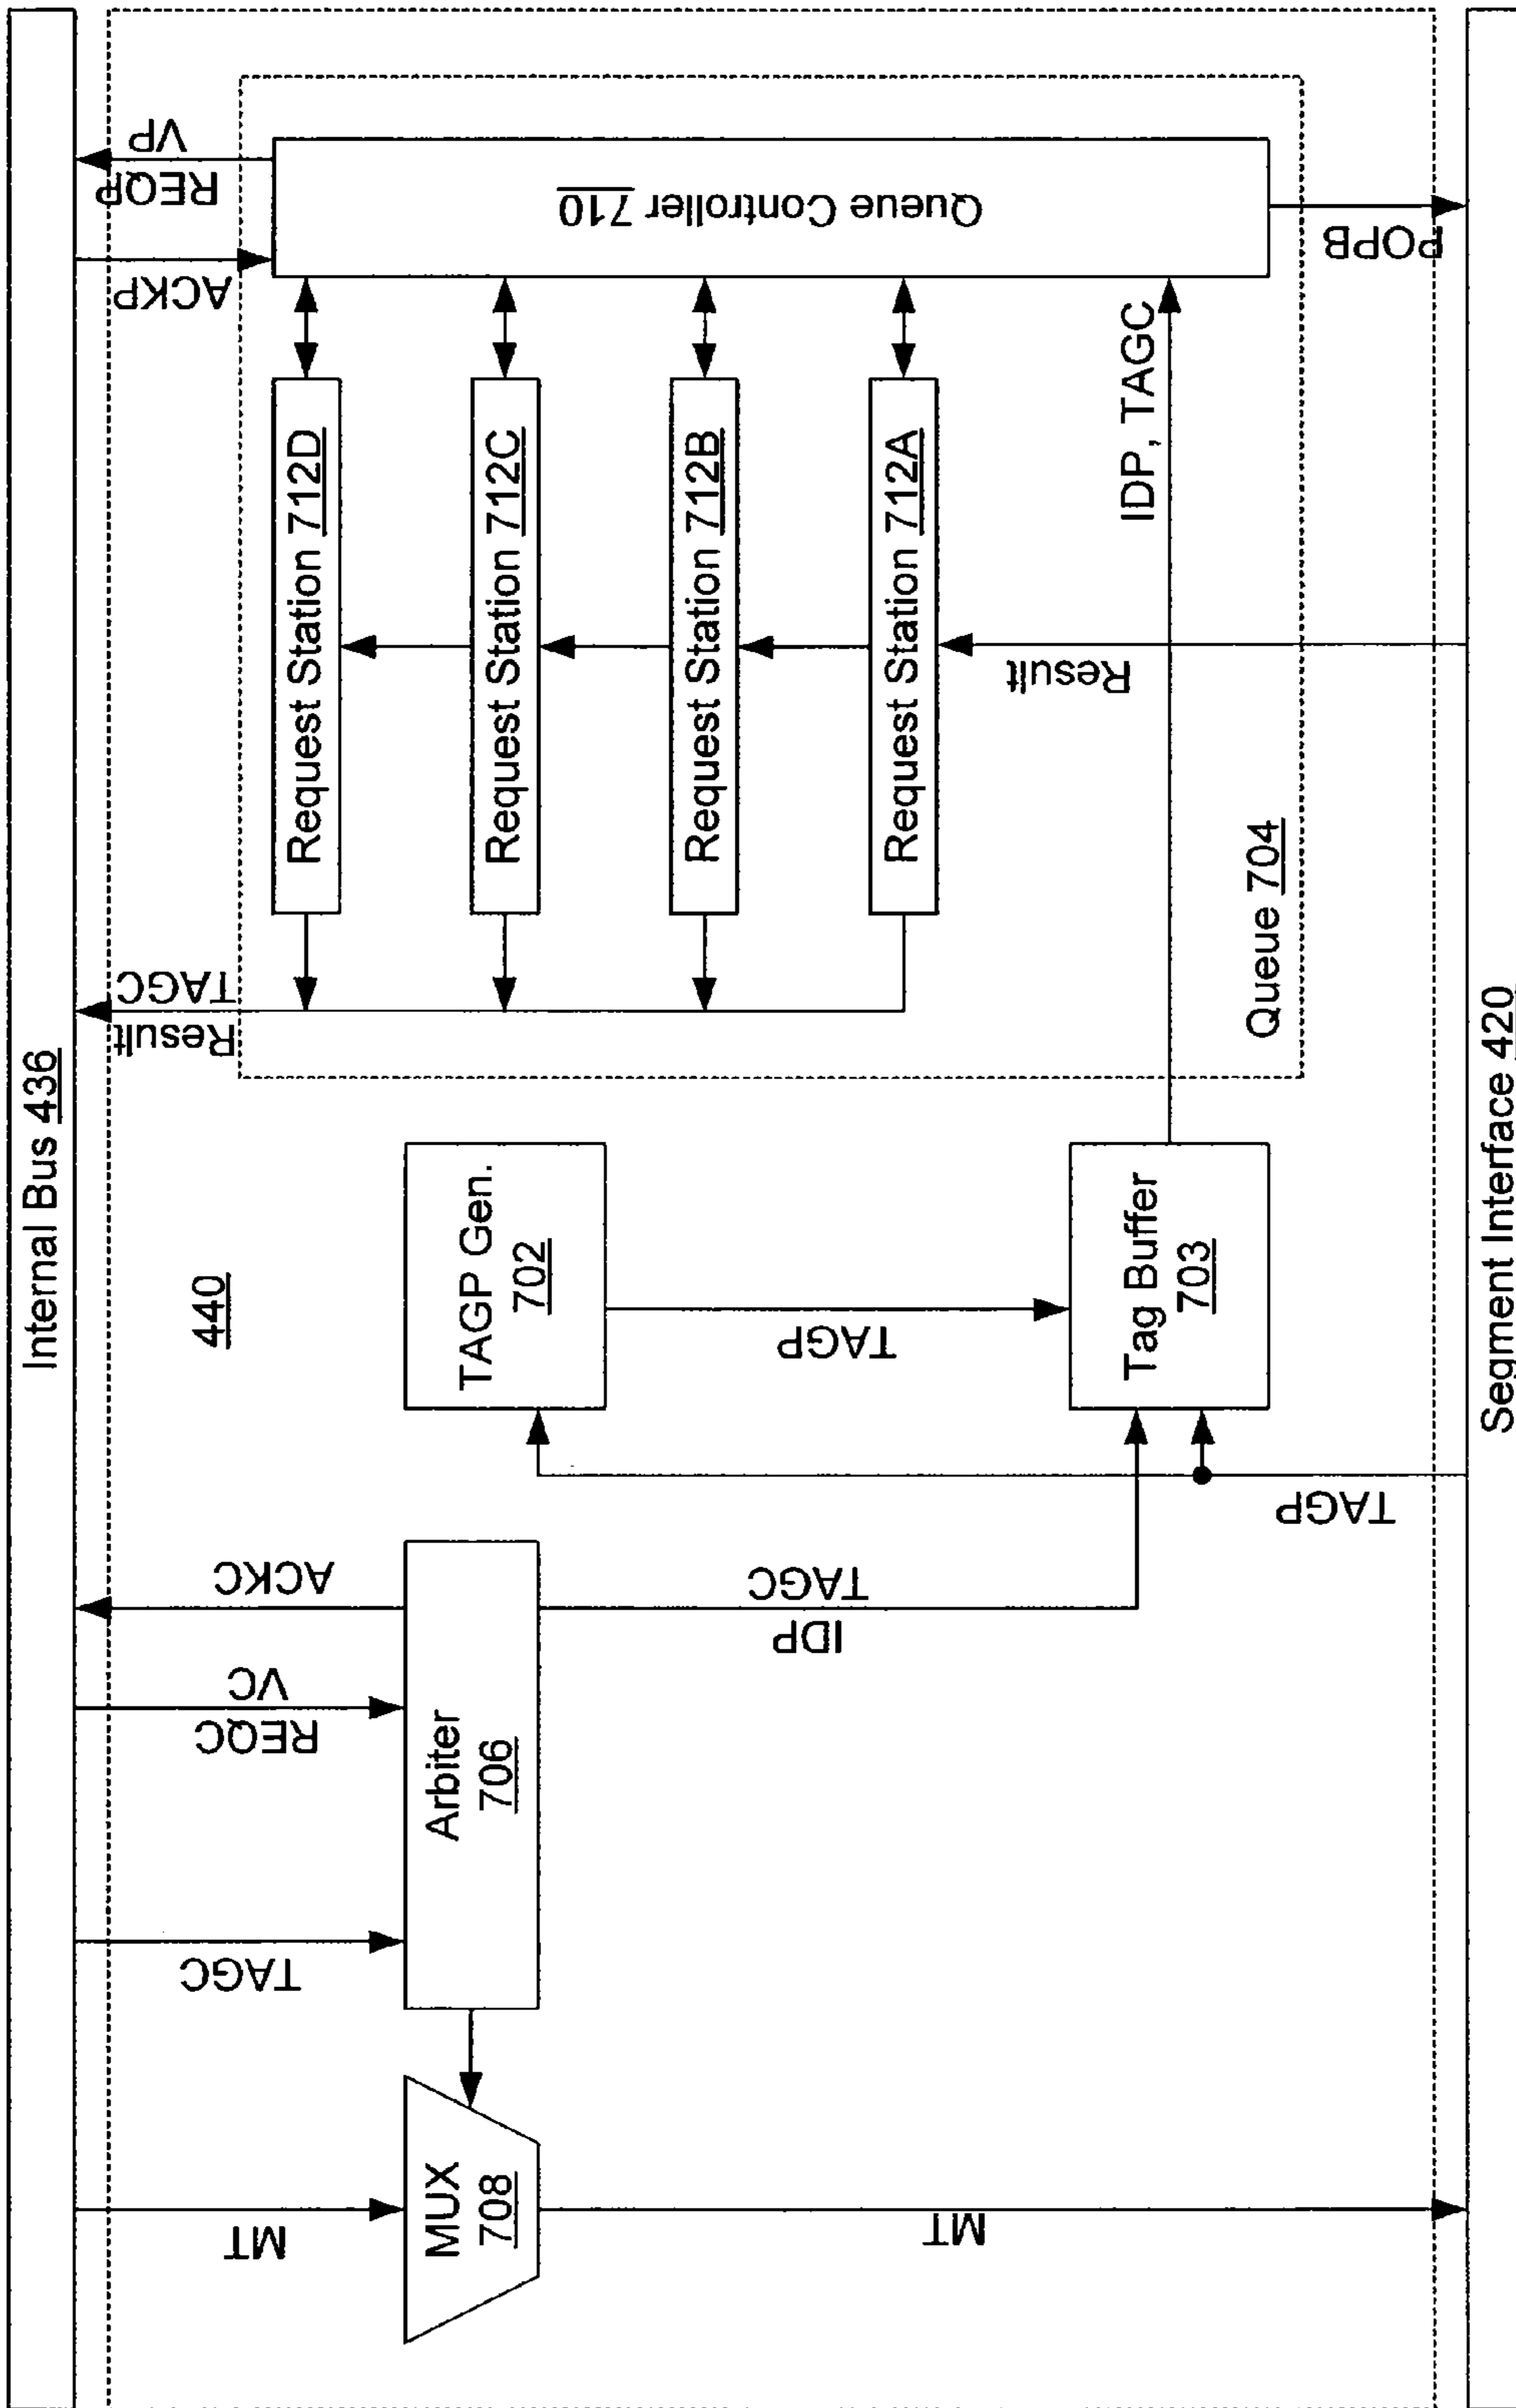 Internal Bus 436
MT
TAGC
REQC
VC
ACKC
440
Result
TAGC
ACKP
REQP
VP
MUX
708
Arbiter
706
TAGP Gen.
702
Request Station 712D
Request Station 712C
Request Station 712B
Request Station 712A
Queue Controller 710
IDP
TAGC
TAGP
Tag Buffer
703
IDP, TAGC
Result
Queue 704
MT
TAGP
POPB
Segment Interface 420